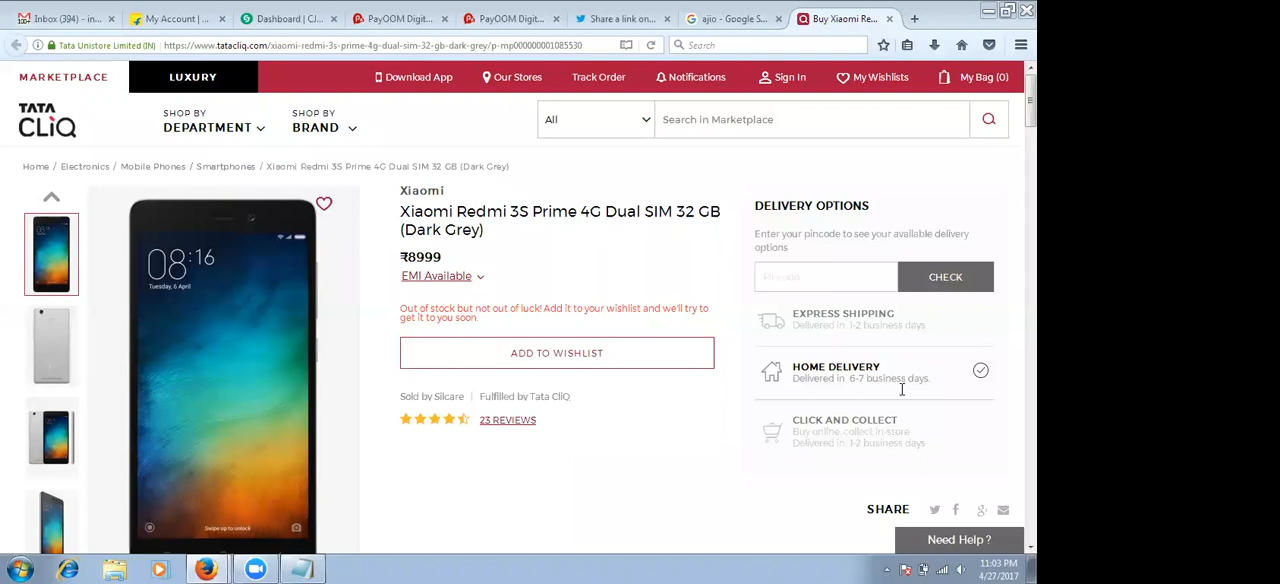 Inbox (394) - in...
My Account | ...
Dashboard | CJ...
PayOOM Digit...
PayOOM Digit...
Share a link on...
ajio - Google S...
Buy Xiaomi Re...
Tata Unistore Limited (IN)
https://www.tatacliq.com/xiaomi-redmi-3s-prime-4g-dual-sim-32-gb-dark-grey/p-mp000000001085530
Search
MARKETPLACE
LUXURY
Download App
Our Stores
Track Order
Notifications
Sign In
My Wishlists
My Bag (0)
TATA
CLiQ
SHOP BY
DEPARTMENT
SHOP BY
BRAND
All
Search in Marketplace
Home / Electronics / Mobile Phones / Smartphones / Xiaomi Redmi 3S Prime 4G Dual SIM 32 GB (Dark Grey)
08:16
Tuesday, 6 April
Swipe up to unlock
Xiaomi
Xiaomi Redmi 3S Prime 4G Dual SIM 32 GB
(Dark Grey)
₹8999
EMI Available
Out of stock but not out of luck! Add it to your wishlist and we'll try to
get it to you soon.
ADD TO WISHLIST
Sold by Silcare | Fulfilled by Tata CLiQ
23 REVIEWS
DELIVERY OPTIONS
Enter your pincode to see your available delivery
options
Pincode
CHECK
EXPRESS SHIPPING
Delivered in 1-2 business days
HOME DELIVERY
Delivered in 6-7 business days.
CLICK AND COLLECT
Buy online, collect in-store
Delivered in 1-2 business days
SHARE
Need Help ?
11:03 PM
4/27/2017